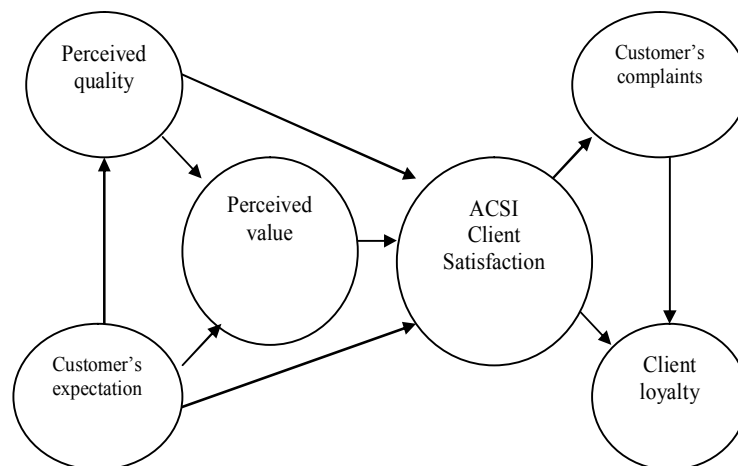 Perceived
quality
Customer’s
complaints
Perceived
value
ACSI
Client
Satisfaction
Customer’s
expectation
Client
loyalty